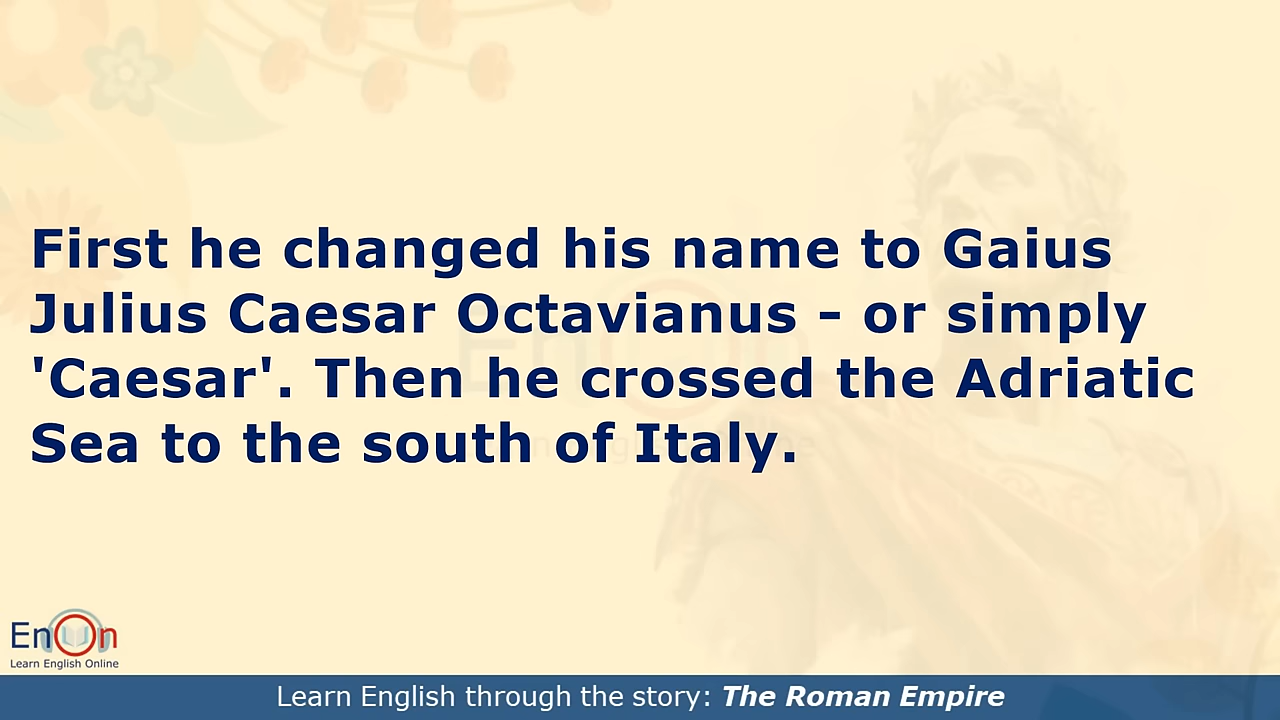 First he changed his name to Gaius
Julius Caesar Octavianus - or simply
'Caesar'. Then he crossed the Adriatic
Sea to the south of Italy.
EnOn
Learn English Online
Learn English through the story: The Roman Empire